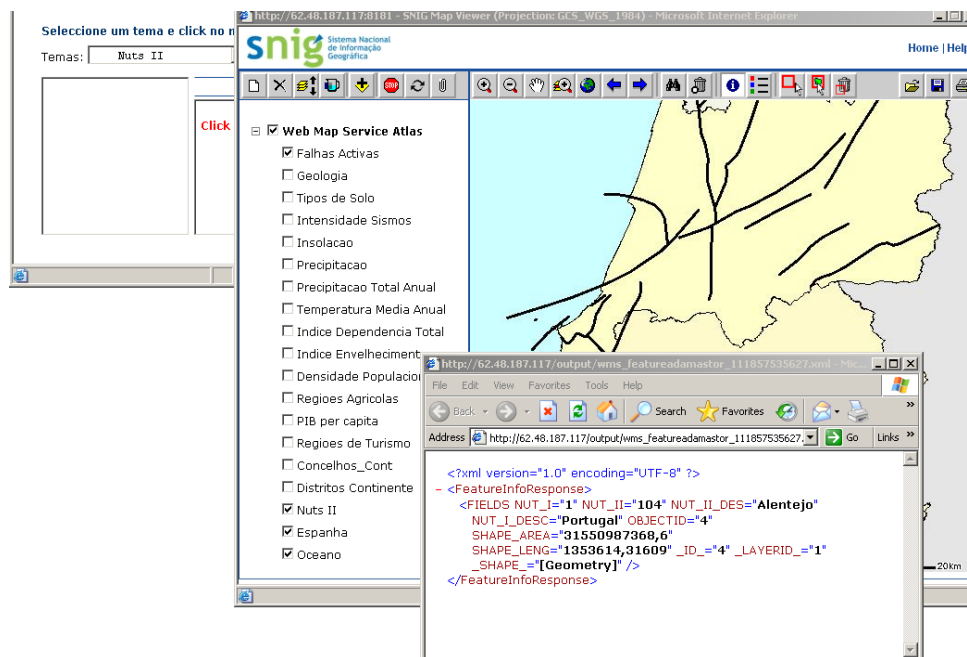 Seleccione um tema e click no
Temas: Nuts II
Click
http://62.48.187.117:8181 - SNIG Map Viewer (Projection: GCS_WGS_1984) - Microsoft Internet Explorer
snig Sistema Nacional
de Informação
Geográfica
Home | Help
Web Map Service Atlas
Falhas Activas
Geologia
Tipos de Solo
Intensidade Sismos
Insolacao
Precipitacao
Precipitacao Total Anual
Temperatura Media Anual
Indice Dependencia Total
Indice Envelheciment
Densidade Populacio
Regioes Agricolas
PIB per capita
Regioes de Turismo
Concelhos_Cont
Distritos Continente
Nuts II
Espanha
Oceano
20Km
http://62.48.187.117/output/wms_featureadamastor_111857535627.xml - Mic...
File Edit View Favorites Tools Help
Back Search Favorites
Address http://62.48.187.117/output/wms_featureadamastor_111857535627. Go Links »
<?xml version="1.0" encoding="UTF-8" ?>
- <FeatureInfoResponse>
<FIELDS NUT_I="1" NUT_II="104" NUT_II_DES="Alentejo"
NUT_I_DESC="Portugal" OBJECTID="4"
SHAPE_AREA="31550987368,6"
SHAPE_LENG="1353614,31609" _ID_="4" _LAYERID_="1"
_SHAPE_="[Geometry]" />
</FeatureInfoResponse>